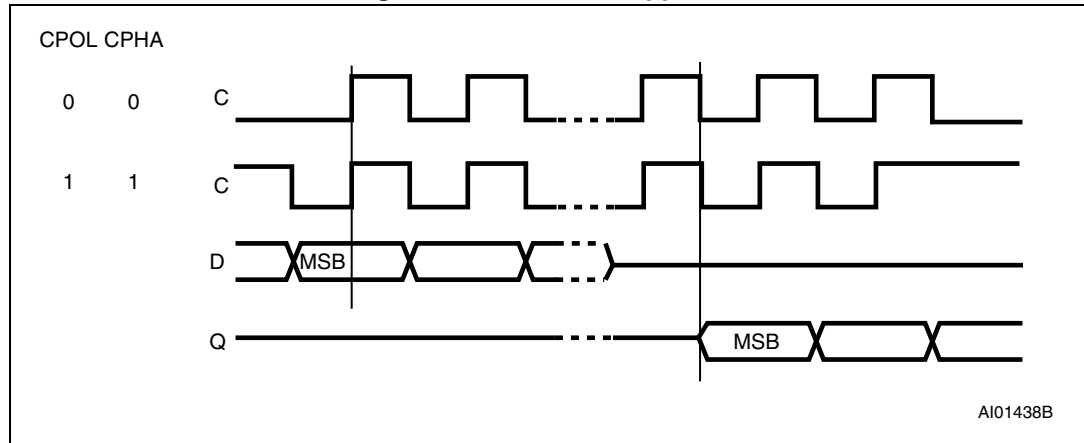 CPOL CPHA
0 0 C
1 1 C
D MSB
Q MSB
AI01438B